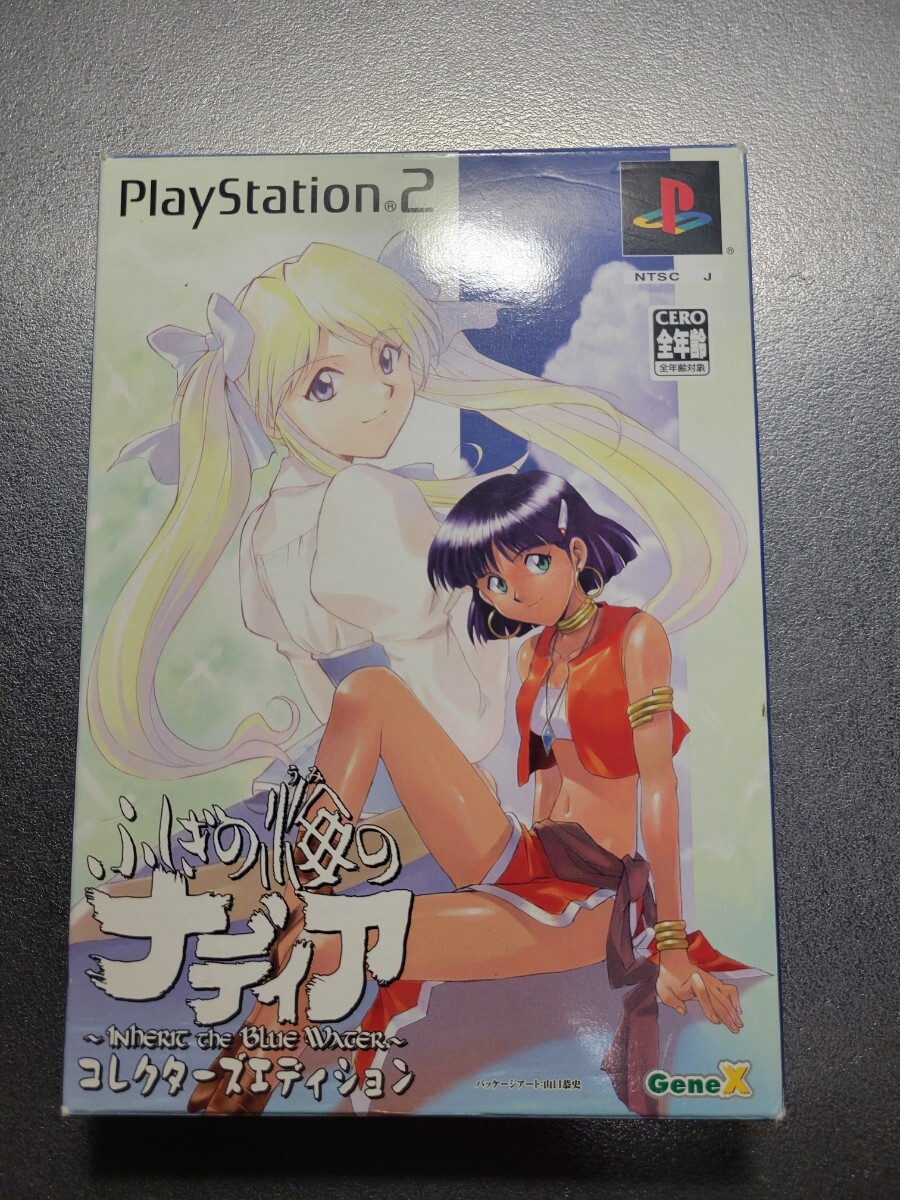 PlayStation®2
®
NTSC J
CERO
全年齢
全年齢対象
うみ
ふしぎの海の
ナディア
～Inherit the Blue Water～
コレクターズエディション
パッケージアート:山口恭史
GeneX